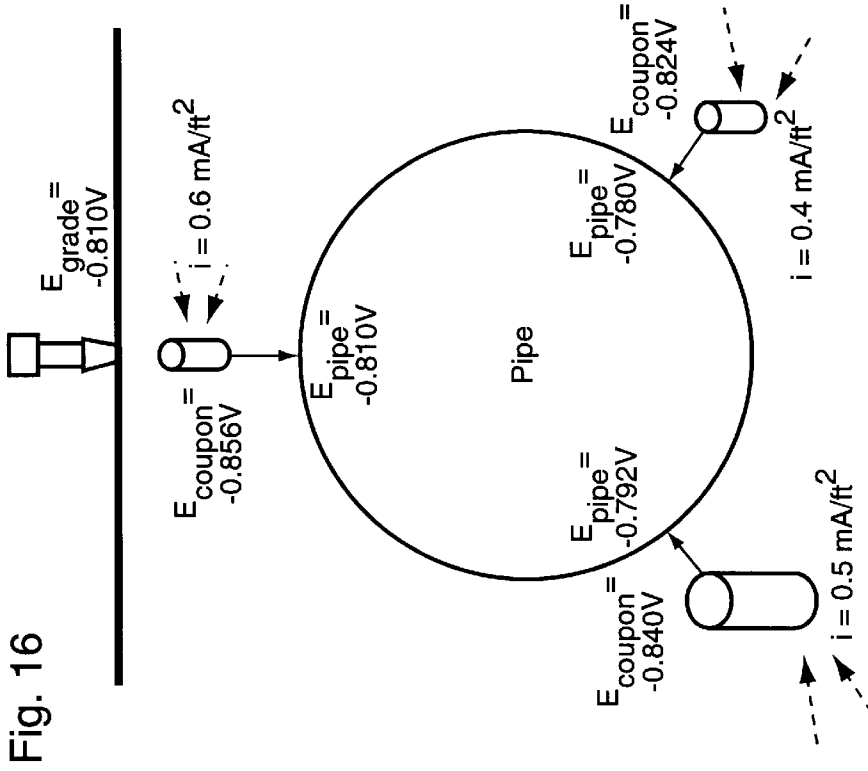 Fig. 16
E_grade=
-0.810V
i = 0.6 mA/ft²
E_coupon=
-0.856V
E_pipe=
-0.810V
Pipe
E_pipe=
-0.792V
E_coupon=
-0.840V
i = 0.5 mA/ft²
E_pipe=
-0.780V
E_coupon=
-0.824V
i = 0.4 mA/ft²